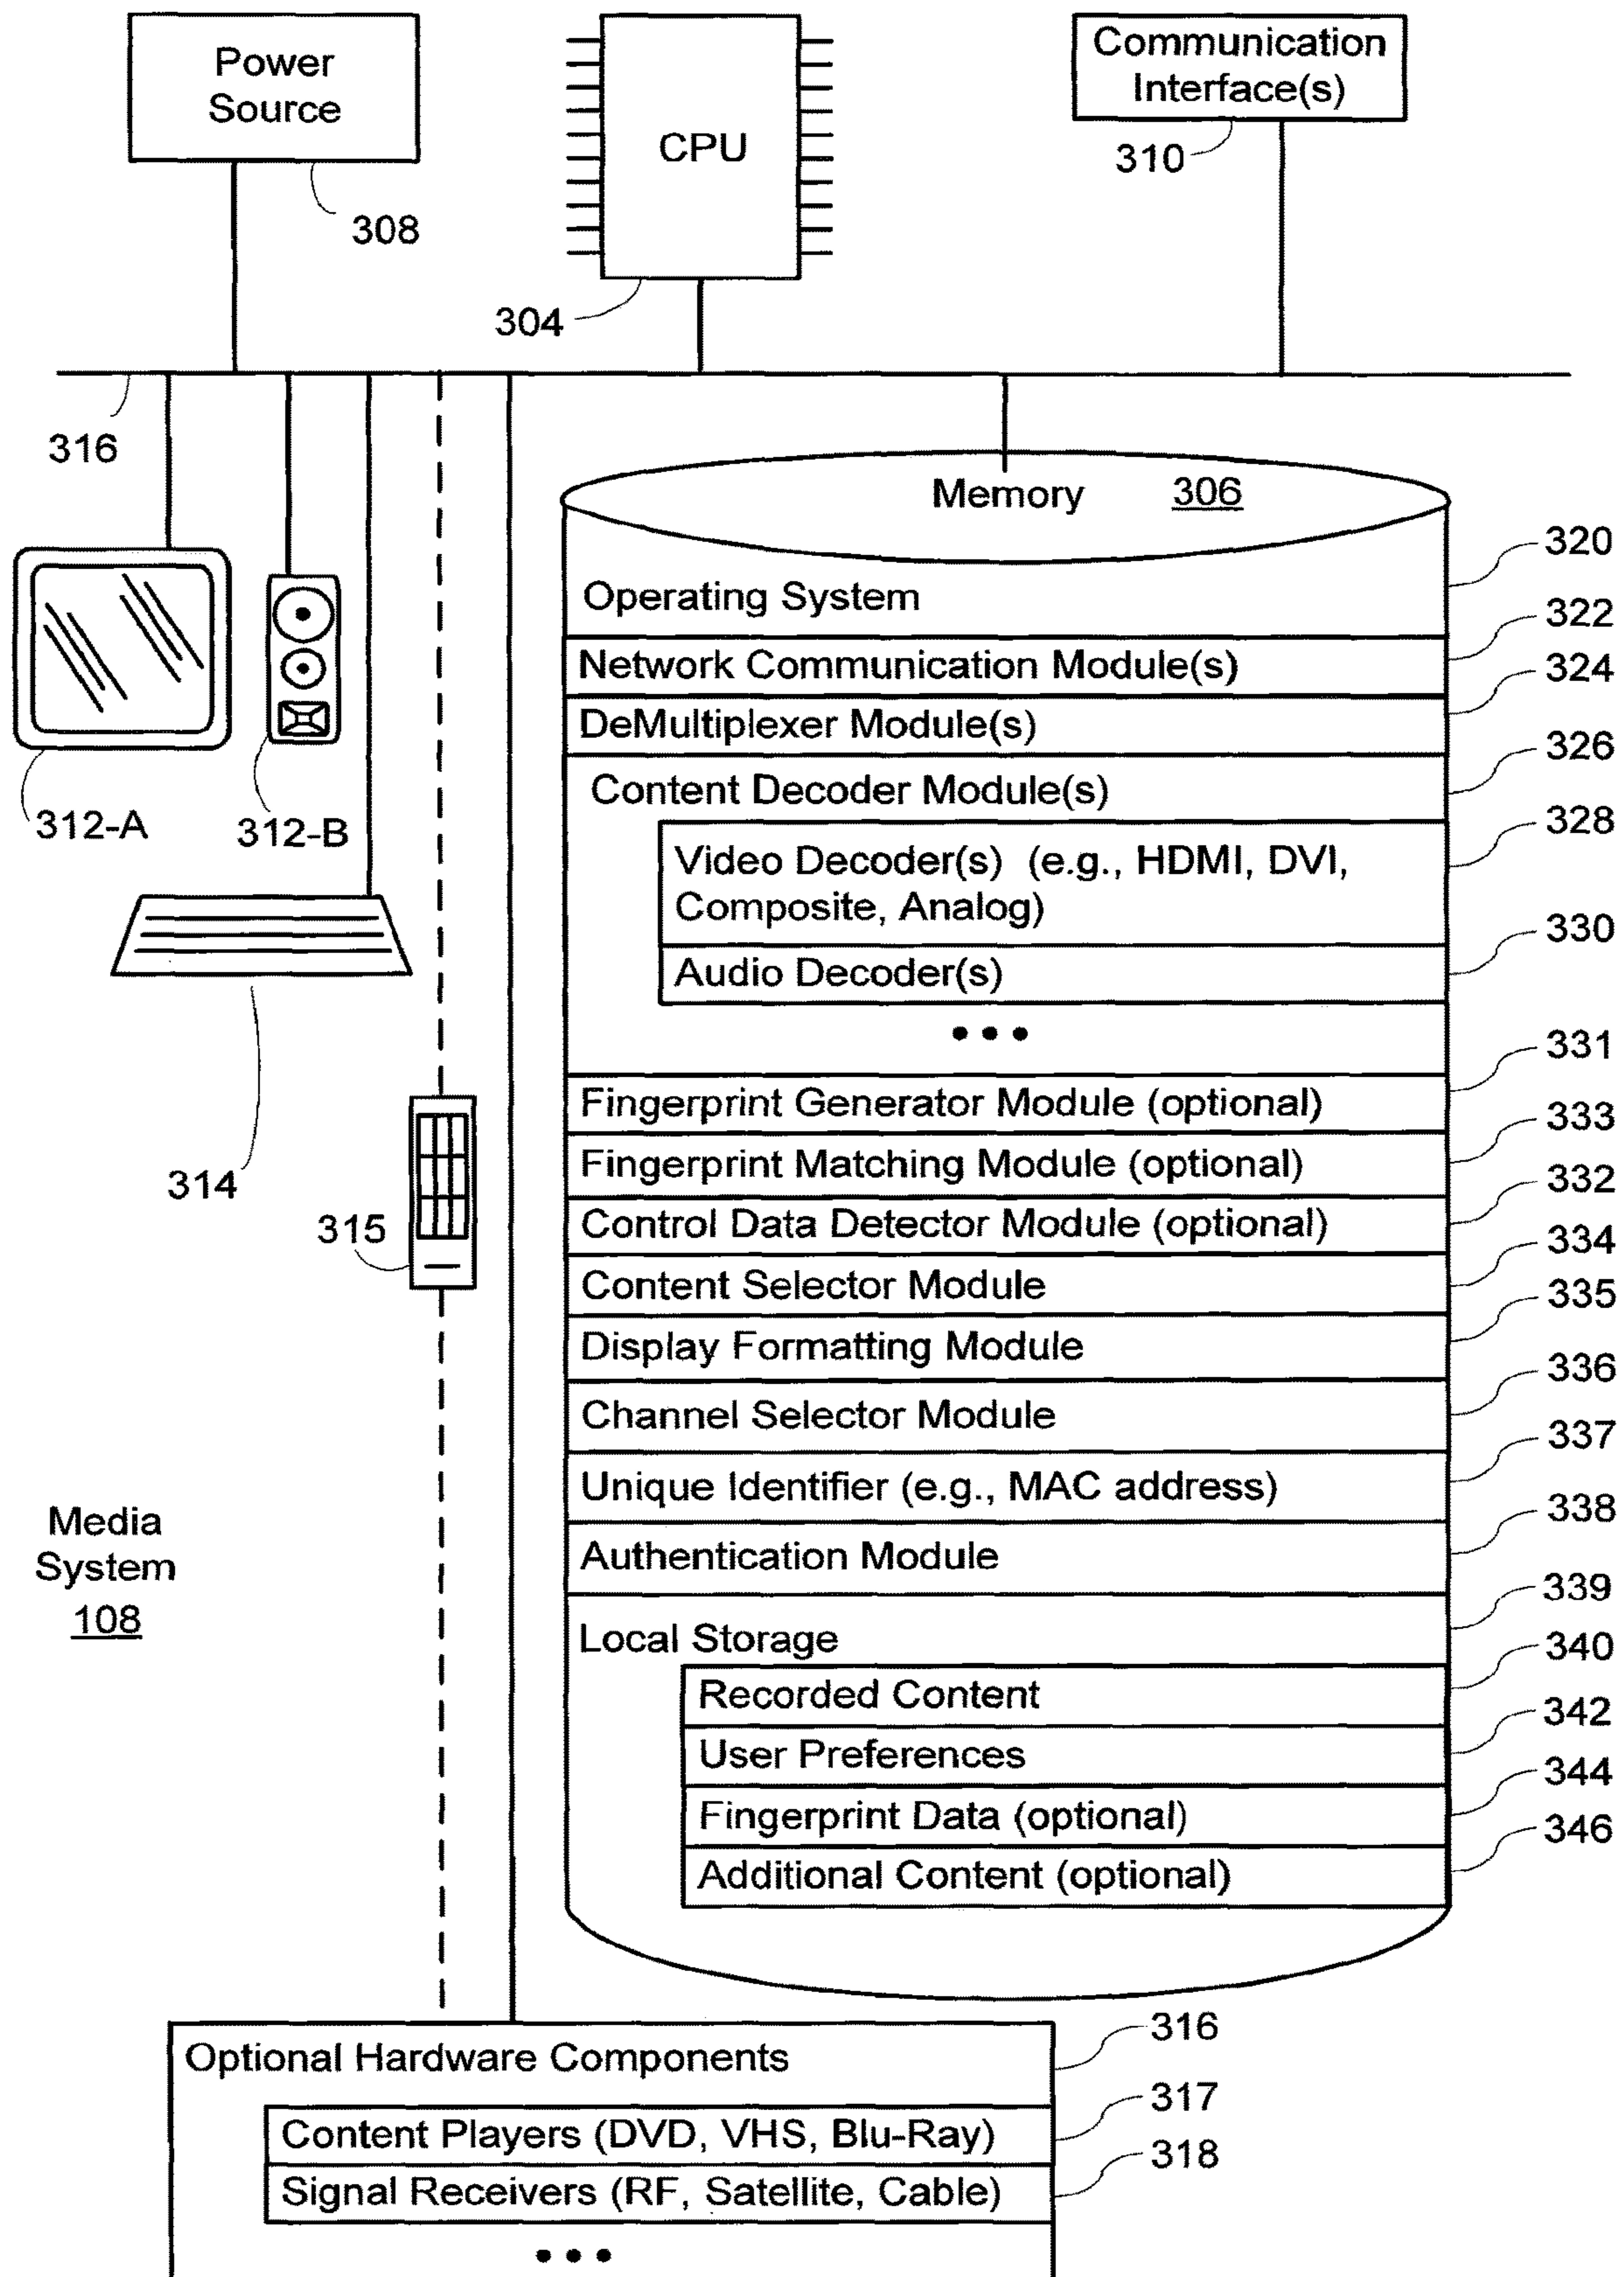 Power
Source
308
CPU
304
Communication
Interface(s)
310
316
Memory 306
312-A
312-B
314
315
Operating System 320
Network Communication Module(s) 322
DeMultiplexer Module(s) 324
Content Decoder Module(s) 326
Video Decoder(s) (e.g., HDMI, DVI, 328
Composite, Analog)
Audio Decoder(s) 330
•••
Fingerprint Generator Module (optional) 331
Fingerprint Matching Module (optional) 333
Control Data Detector Module (optional) 332
Content Selector Module 334
Display Formatting Module 335
Channel Selector Module 336
Unique Identifier (e.g., MAC address) 337
Authentication Module 338
Local Storage 339
Recorded Content 340
User Preferences 342
Fingerprint Data (optional) 344
Additional Content (optional) 346
Media
System
108
Optional Hardware Components 316
Content Players (DVD, VHS, Blu-Ray) 317
Signal Receivers (RF, Satellite, Cable) 318
•••